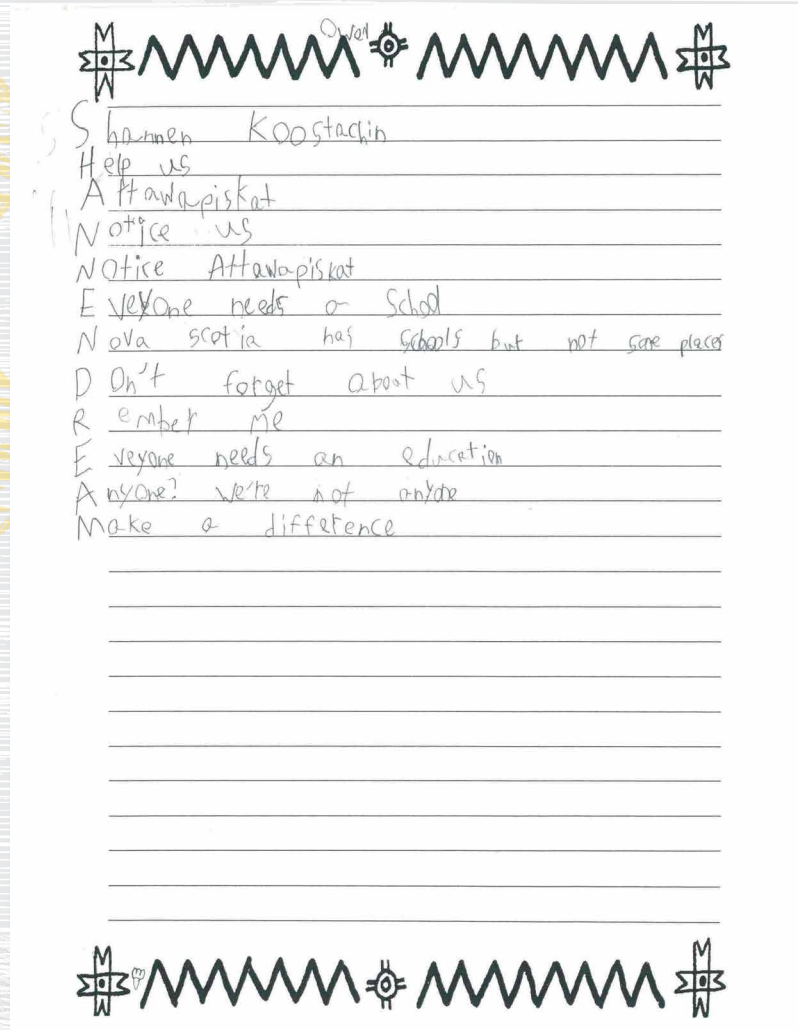 Owen
Shannen Koostachin
Help us
Attawapiskat
Notice us
Notice Attawapiskat
Eveyone needs a School
Nova scotia has schools but not some places
DOn't forget about us
Remember me
Eveyone needs an education
Anyone? we're not anyone
Make a difference